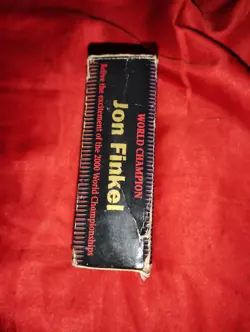 WORLD CHAMPION
Jon Finkel
Relive the excitement of the 2000 World Championships